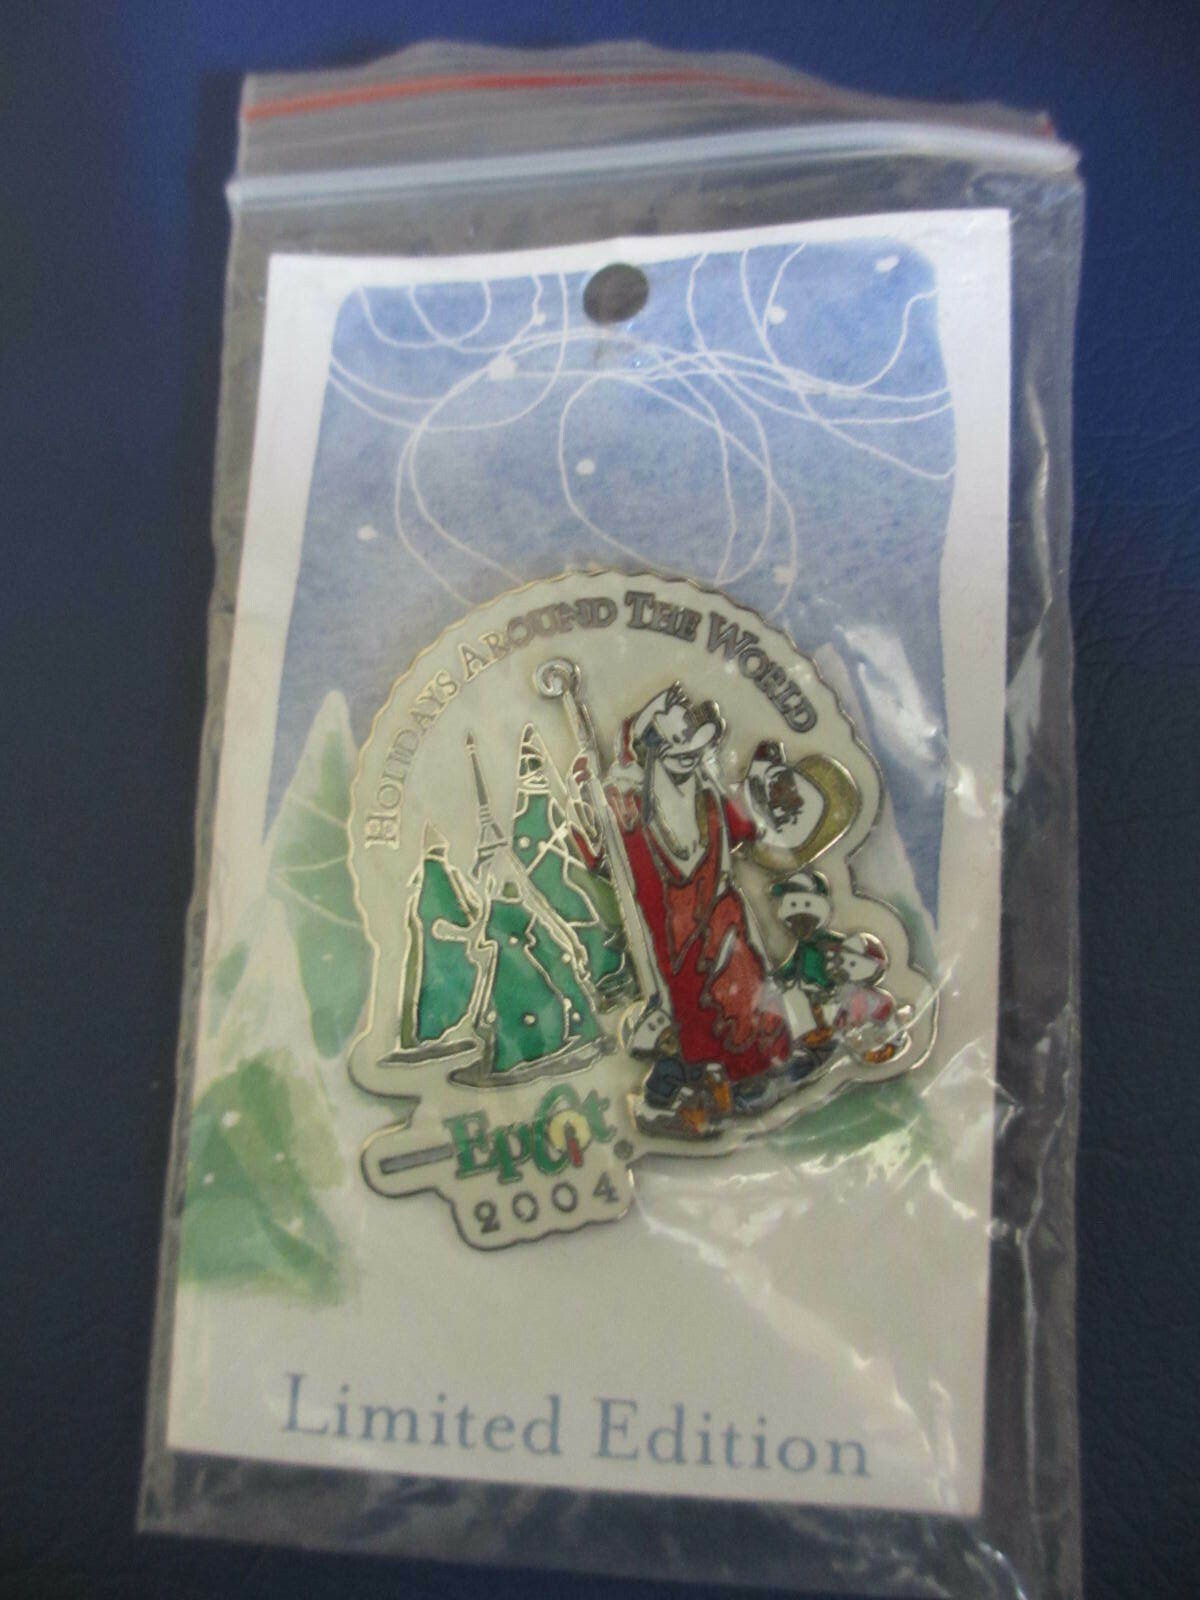 Holidays Around The World
Epcot®
2004
Limited Edition